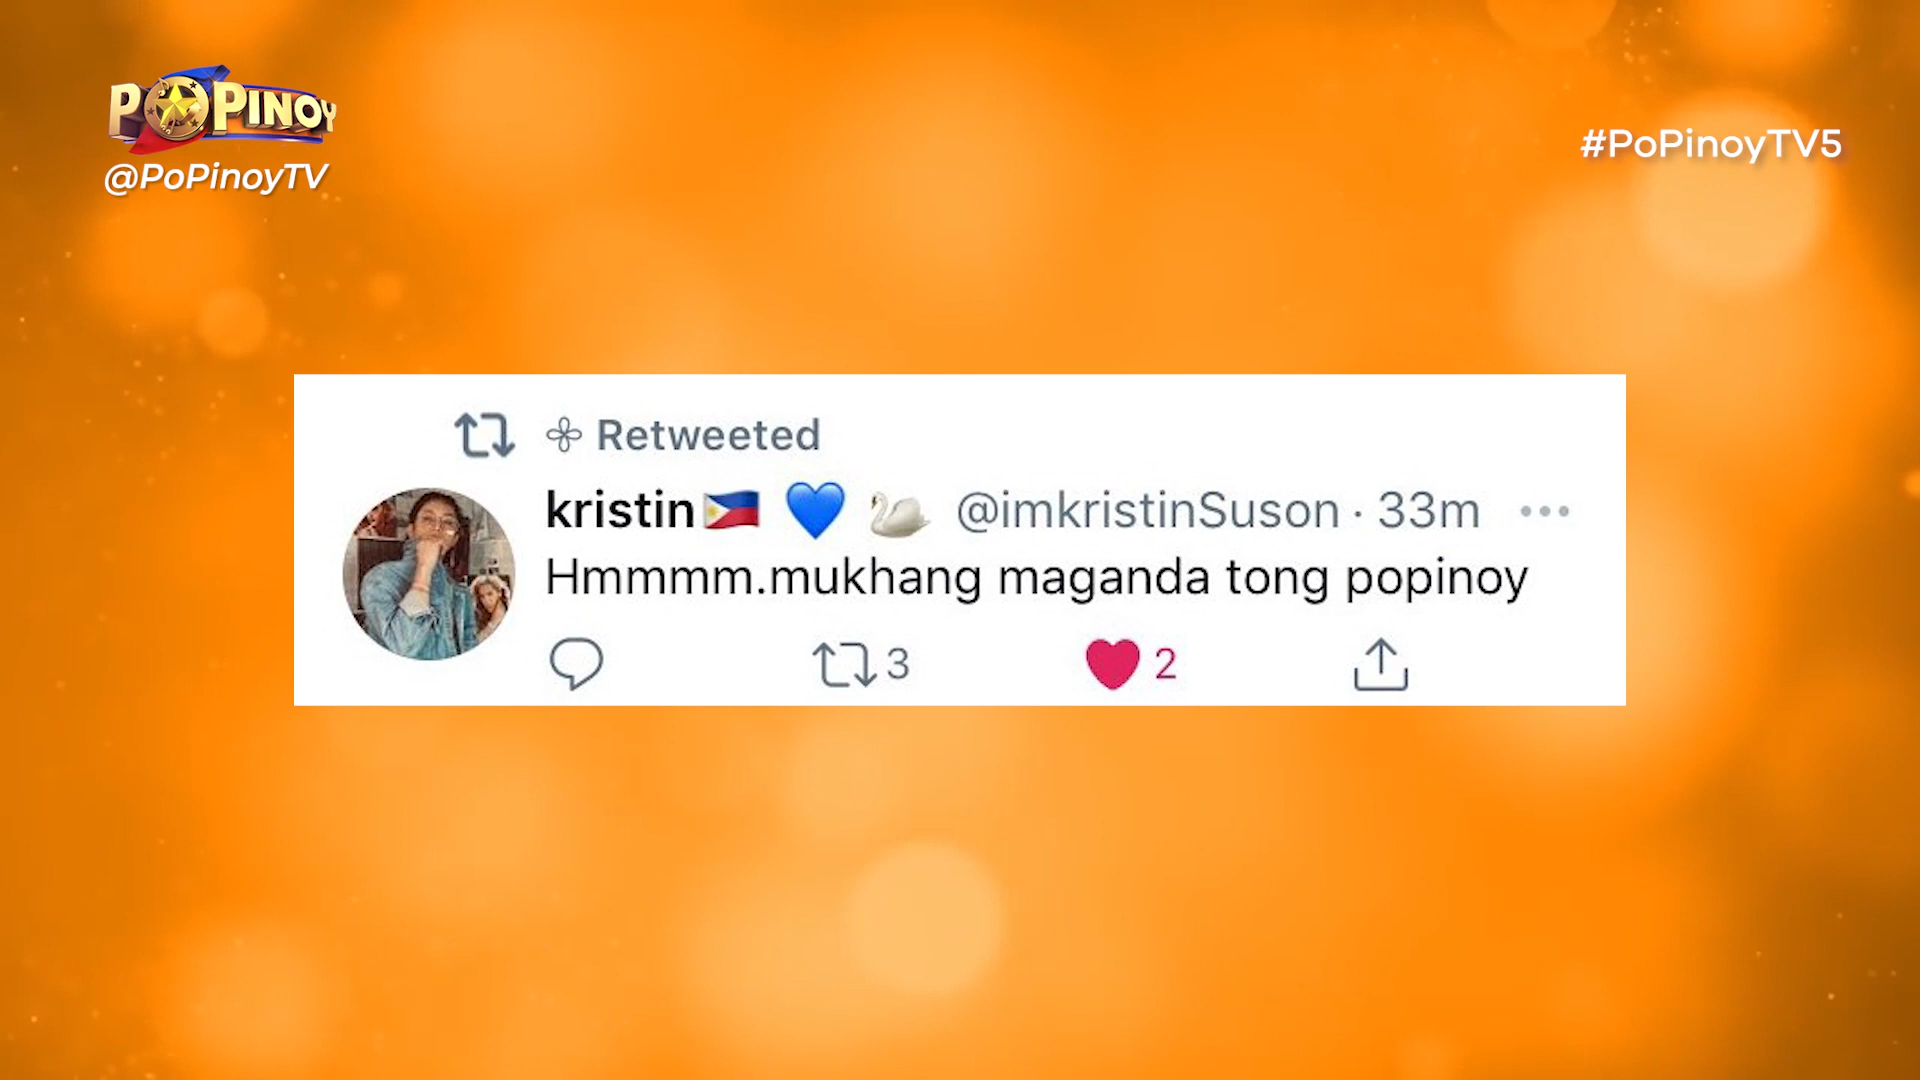 POPINOY
@PoPinoyTV
#PoPinoyTV5
Retweeted
kristin🇵🇭 💙 🦢 @imkristinSuson · 33m
Hmmmm.mukhang maganda tong popinoy
3
2